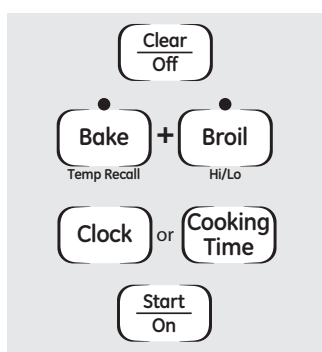 Clear
Off
Bake + Broil
Temp Recall Hi/Lo
Clock or Cooking
Time
Start
On